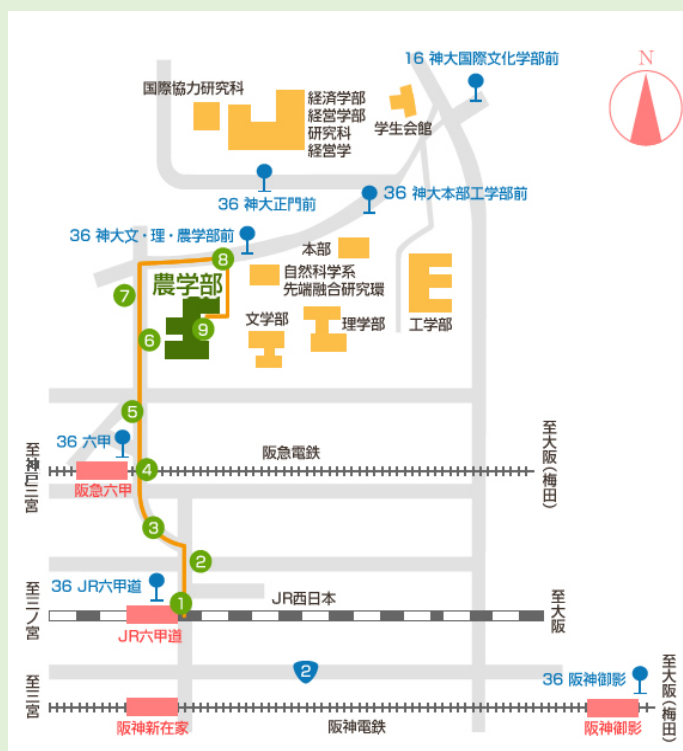 16 神大国際文化学部前
N
国際協力研究科
経済学部
経営学部
研究科
経営学
学生会館
36 神大正門前
36 神大本部工学部前
36 神大文・理・農学部前
本部
8
農学部
自然科学系
先端融合研究環
7
9
6
文学部
理学部
工学部
5
36 六甲
阪急電鉄
至大阪(梅田)
4
阪急六甲
3
2
36 JR六甲道
1
JR西日本
至三ノ宮
至大阪
JR六甲道
2
36 阪神御影
至三宮
至大阪(梅田)
阪神新在家
阪神電鉄
阪神御影